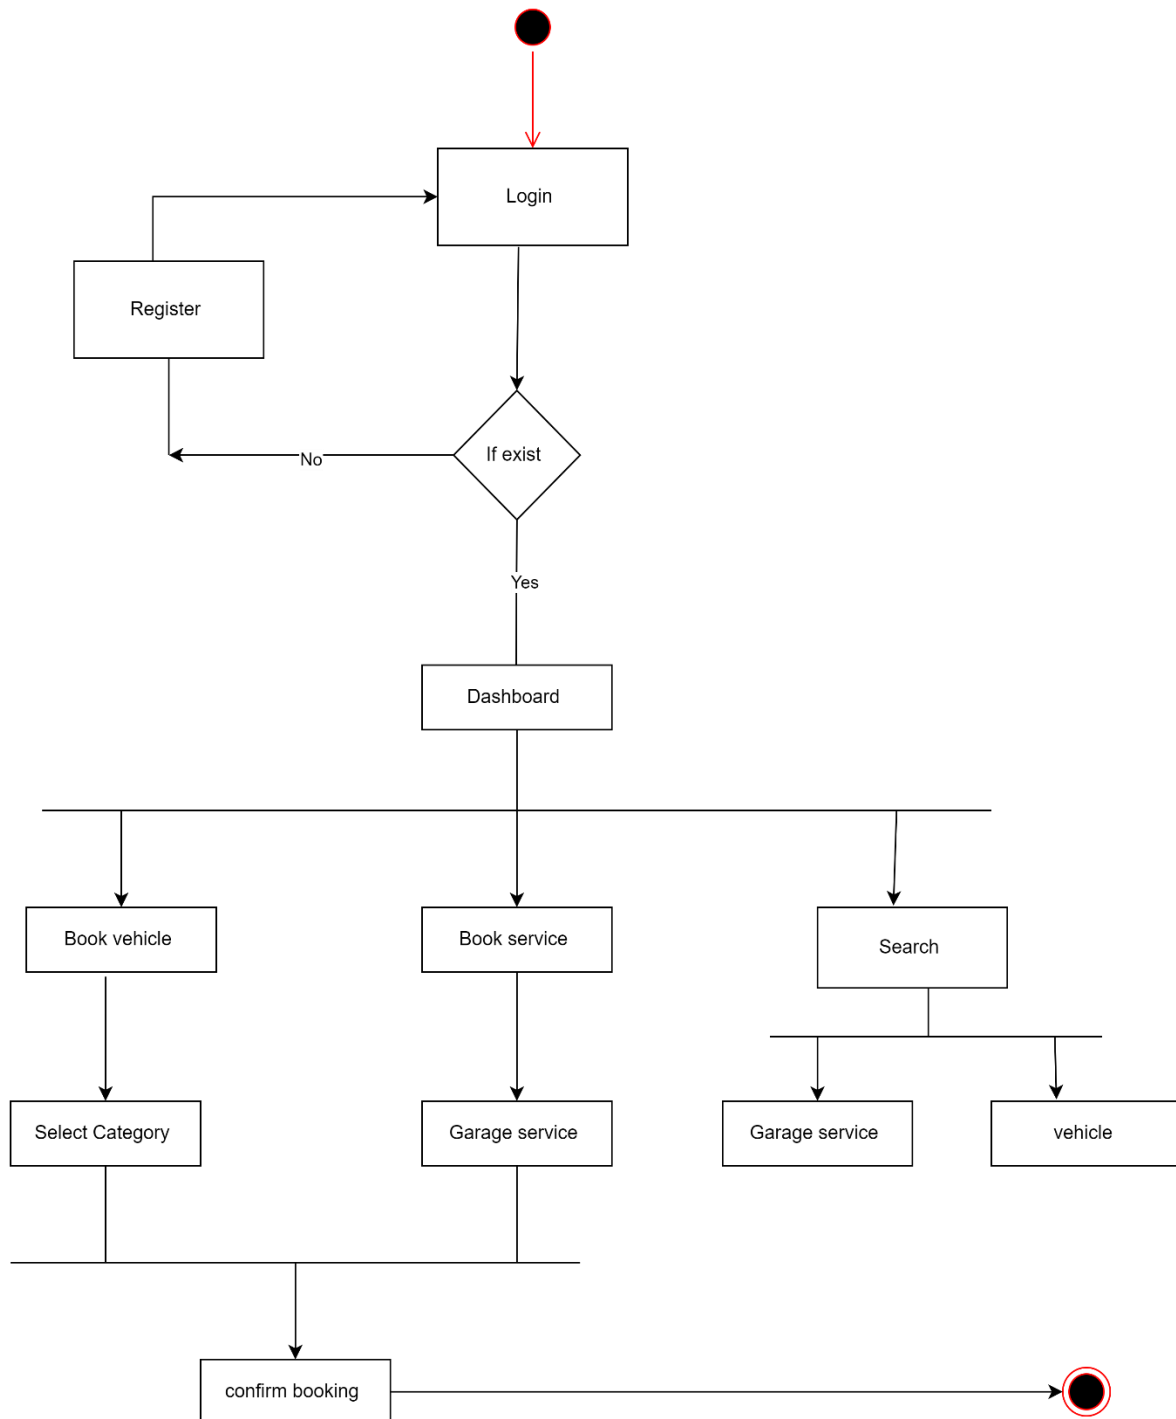 Login
Register
If exist
No
Yes
Dashboard
Book vehicle
Book service
Search
Select Category
Garage service
Garage service
vehicle
confirm booking